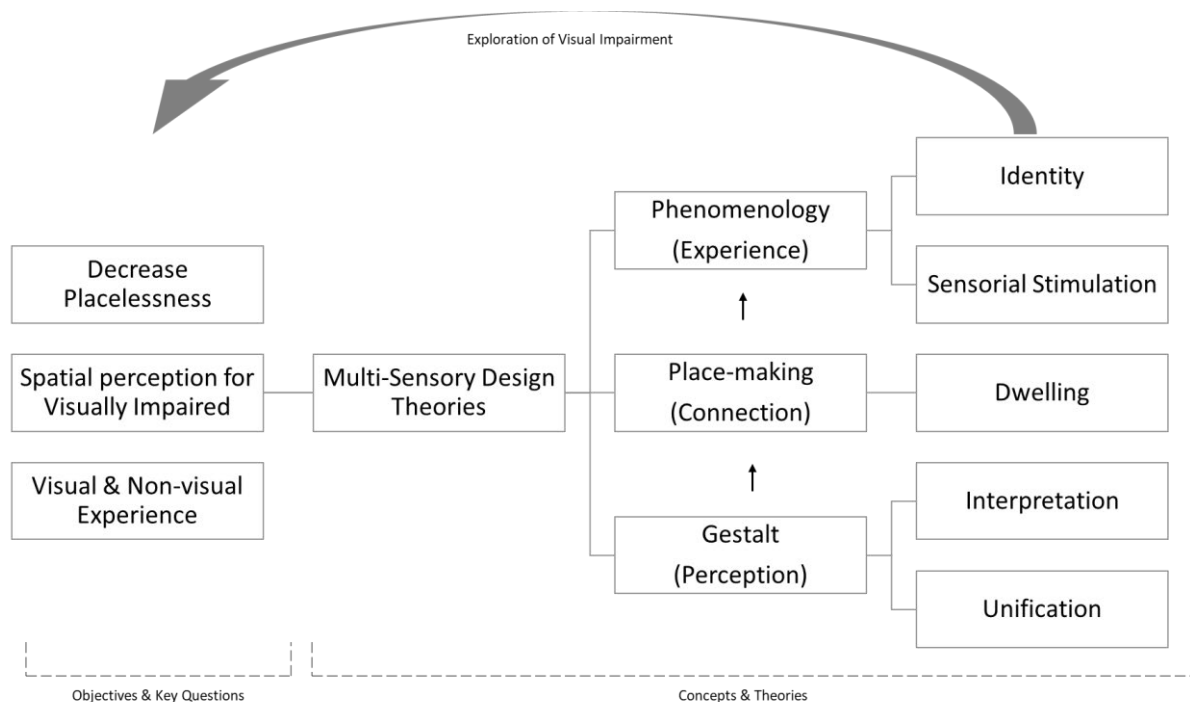 Exploration of Visual Impairment
Decrease
Placelessness
Spatial perception for
Visually Impaired
Visual & Non-visual
Experience
Multi-Sensory Design
Theories
Phenomenology
(Experience)
Place-making
(Connection)
Gestalt
(Perception)
Identity
Sensorial Stimulation
Dwelling
Interpretation
Unification
Objectives & Key Questions
Concepts & Theories